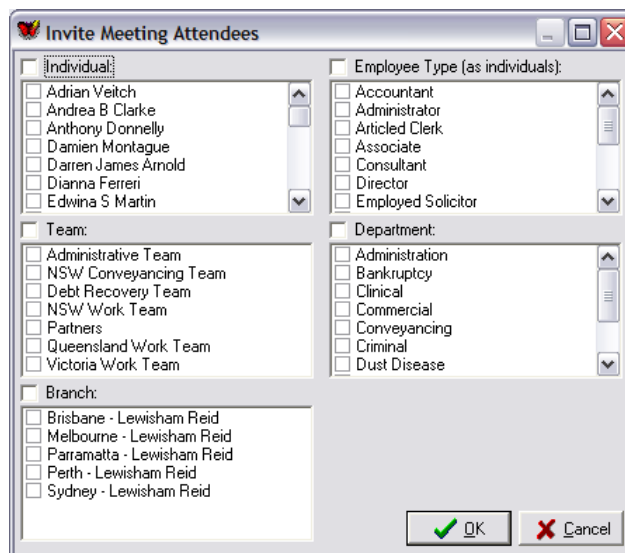 Invite Meeting Attendees
Individual:
Adrian Veitch
Andrea B Clarke
Anthony Donnelly
Damien Montague
Darren James Arnold
Dianna Ferreri
Edwina S Martin
Employee Type (as individuals):
Accountant
Administrator
Articled Clerk
Associate
Consultant
Director
Employed Solicitor
Team:
Administrative Team
NSW Conveyancing Team
Debt Recovery Team
NSW Work Team
Partners
Queensland Work Team
Victoria Work Team
Department:
Administration
Bankruptcy
Clinical
Commercial
Conveyancing
Criminal
Dust Disease
Branch:
Brisbane - Lewisham Reid
Melbourne - Lewisham Reid
Parramatta - Lewisham Reid
Perth - Lewisham Reid
Sydney - Lewisham Reid
OK
Cancel